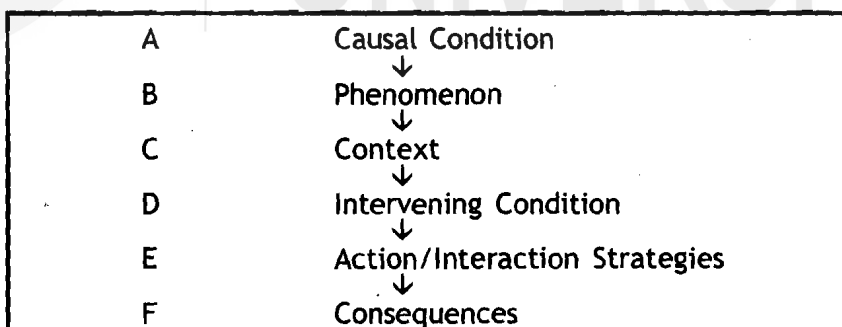 A Causal Condition
↓
B Phenomenon
↓
C Context
↓
D Intervening Condition
↓
E Action/Interaction Strategies
↓
F Consequences